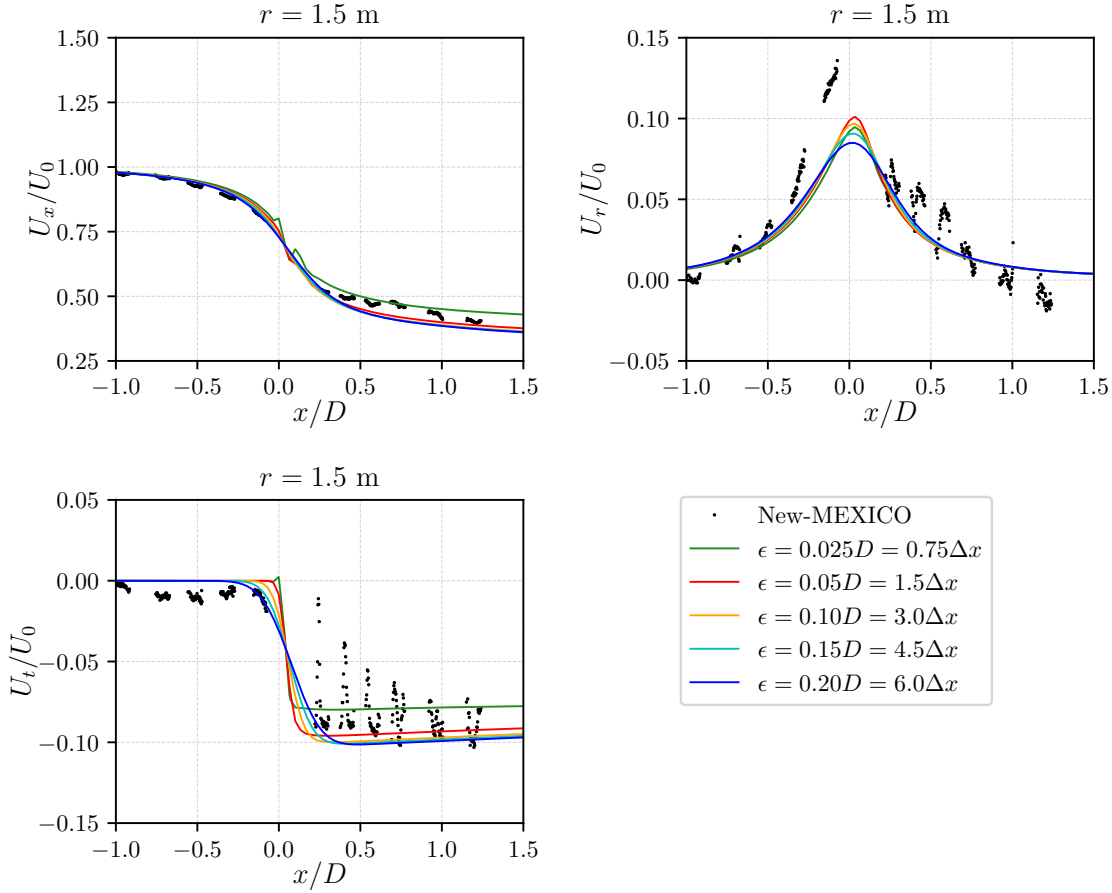 r = 1.5 m
r = 1.5 m
1.50
1.25
1.00
0.75
0.50
0.25
U_x/U_0
−1.0 −0.5 0.0 0.5 1.0 1.5
x/D
0.15
0.10
0.05
0.00
−0.05
U_r/U_0
−1.0 −0.5 0.0 0.5 1.0 1.5
x/D
r = 1.5 m
0.05
0.00
−0.05
−0.10
−0.15
U_t/U_0
−1.0 −0.5 0.0 0.5 1.0 1.5
x/D
New-MEXICO
ϵ = 0.025D = 0.75Δx
ϵ = 0.05D = 1.5Δx
ϵ = 0.10D = 3.0Δx
ϵ = 0.15D = 4.5Δx
ϵ = 0.20D = 6.0Δx